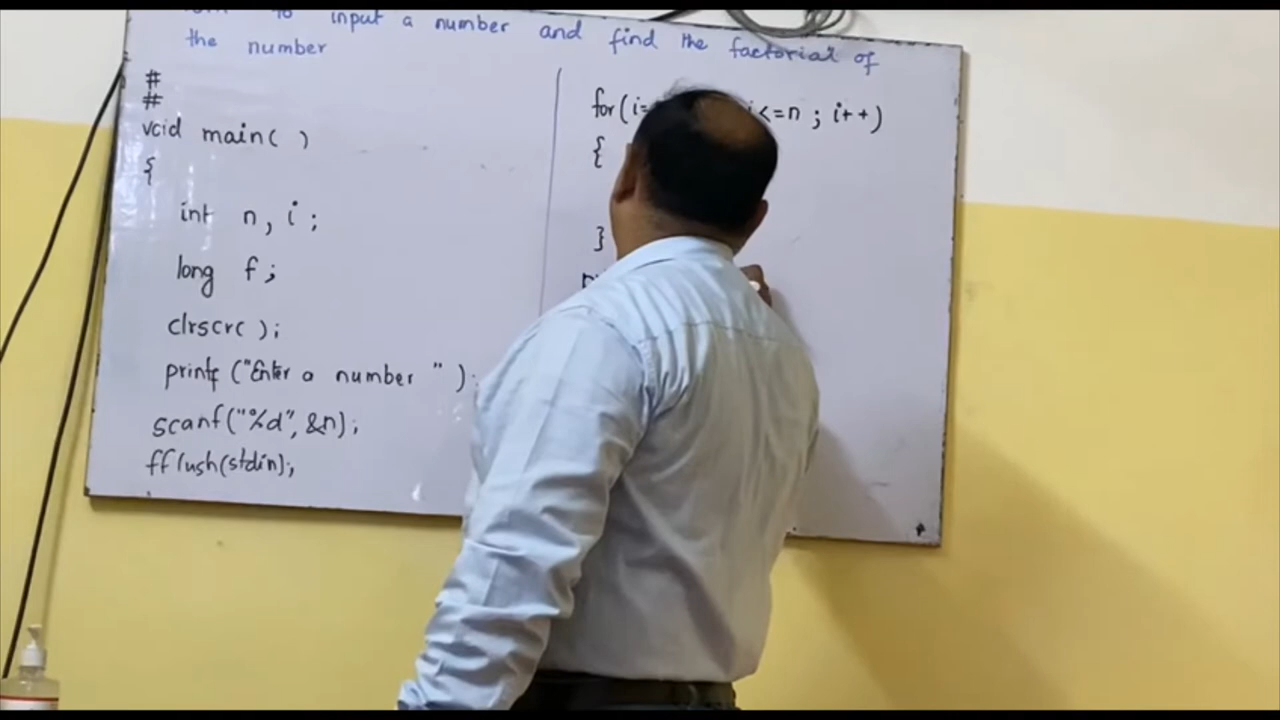 to input a number and find the factorial of
the number
#
#
void main( )
{
int n, i ;
long f ;
clrscr( );
printf ("Enter a number " );
scanf("%d", &n);
fflush(stdin);
for(i= i<=n ; i++)
{
}